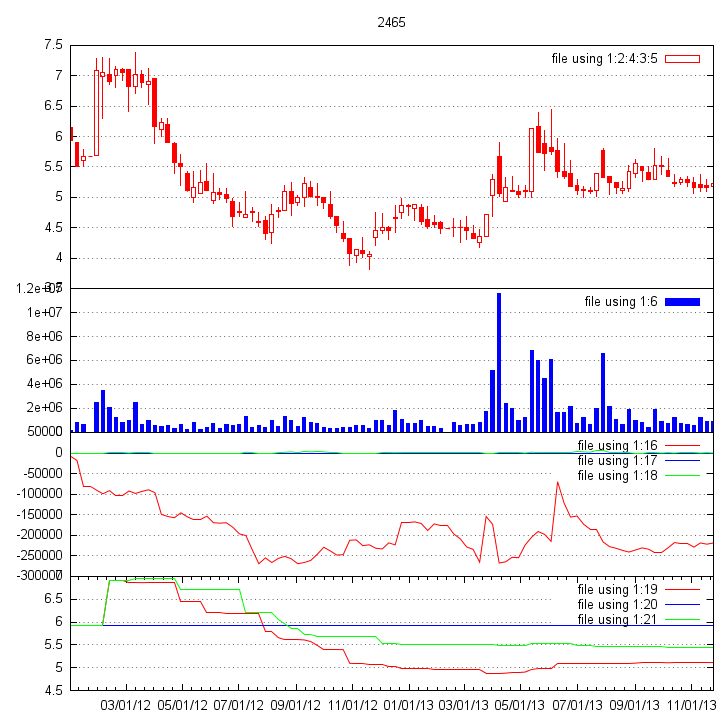 2465
7.5
file using 1:2:4:3:5
7
6.5
6
5.5
5
4.5
4
1.2e+07
file using 1:6
1e+07
8e+06
6e+06
4e+06
2e+06
50000
file using 1:16
0
file using 1:17
-50000
file using 1:18
-100000
-150000
-200000
-250000
-300000
file using 1:19
6.5
file using 1:20
6
file using 1:21
5.5
5
4.5
03/01/12 05/01/12 07/01/12 09/01/12 11/01/12 01/01/13 03/01/13 05/01/13 07/01/13 09/01/13 11/01/13